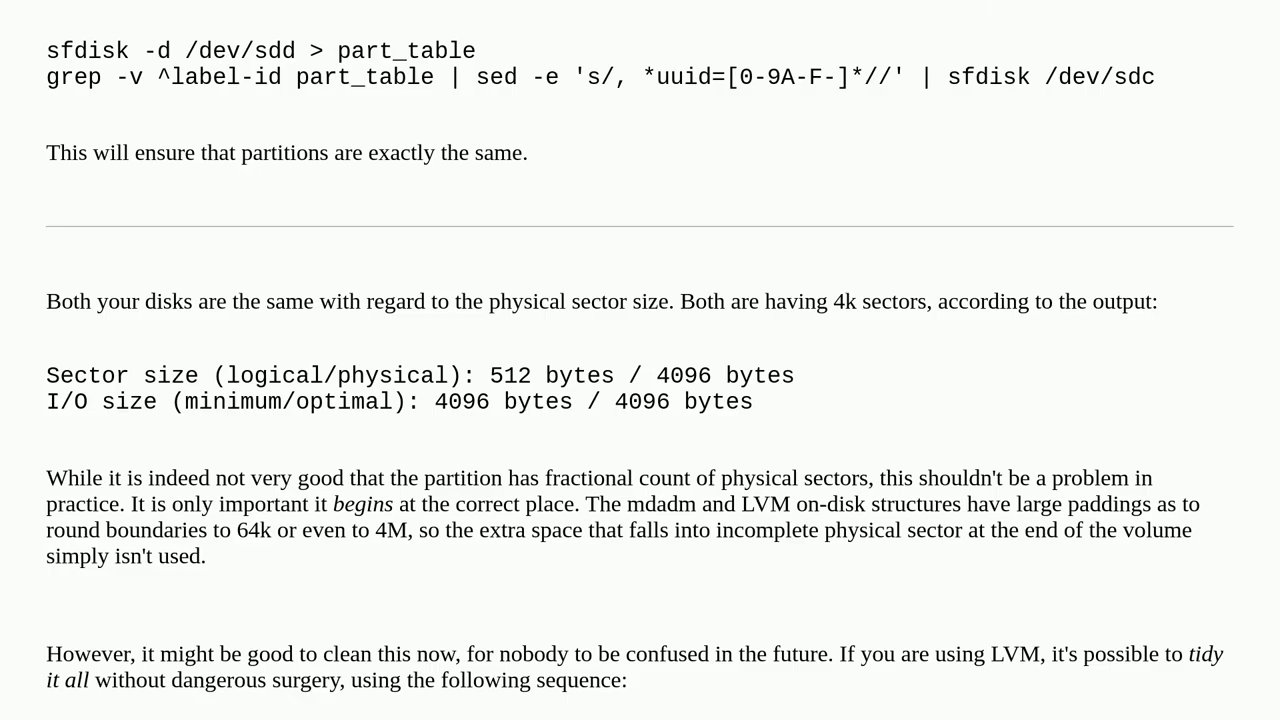 sfdisk -d /dev/sdd > part_table
grep -v ^label-id part_table | sed -e 's/, *uuid=[0-9A-F-]*//' | sfdisk /dev/sdc
This will ensure that partitions are exactly the same.
Both your disks are the same with regard to the physical sector size. Both are having 4k sectors, according to the output:
Sector size (logical/physical): 512 bytes / 4096 bytes
I/O size (minimum/optimal): 4096 bytes / 4096 bytes
While it is indeed not very good that the partition has fractional count of physical sectors, this shouldn't be a problem in
practice. It is only important it begins at the correct place. The mdadm and LVM on-disk structures have large paddings as to
round boundaries to 64k or even to 4M, so the extra space that falls into incomplete physical sector at the end of the volume
simply isn't used.
However, it might be good to clean this now, for nobody to be confused in the future. If you are using LVM, it's possible to tidy
it all without dangerous surgery, using the following sequence: